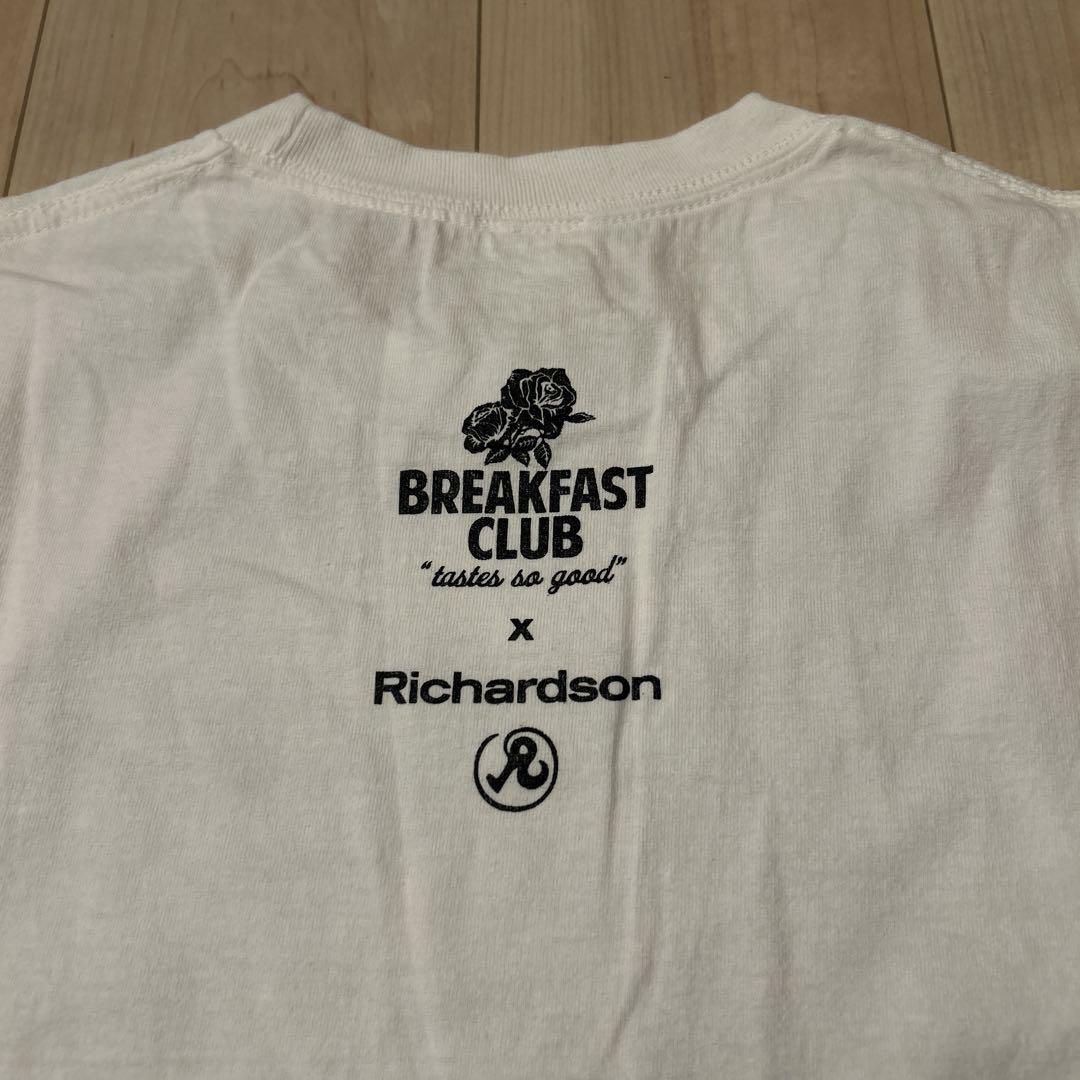 BREAKFAST
CLUB
“tastes so good”
x
Richardson
R